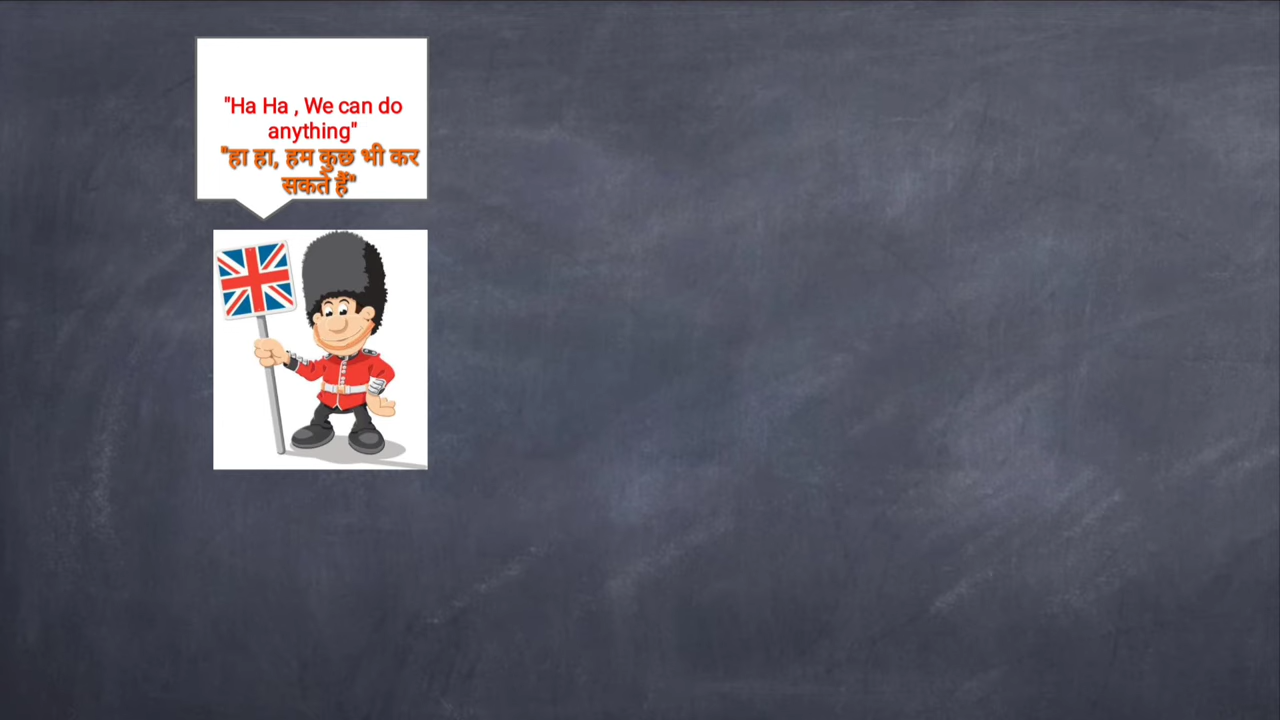 "Ha Ha , We can do
anything"
"हा हा, हम कुछ भी कर
सकते हैं"